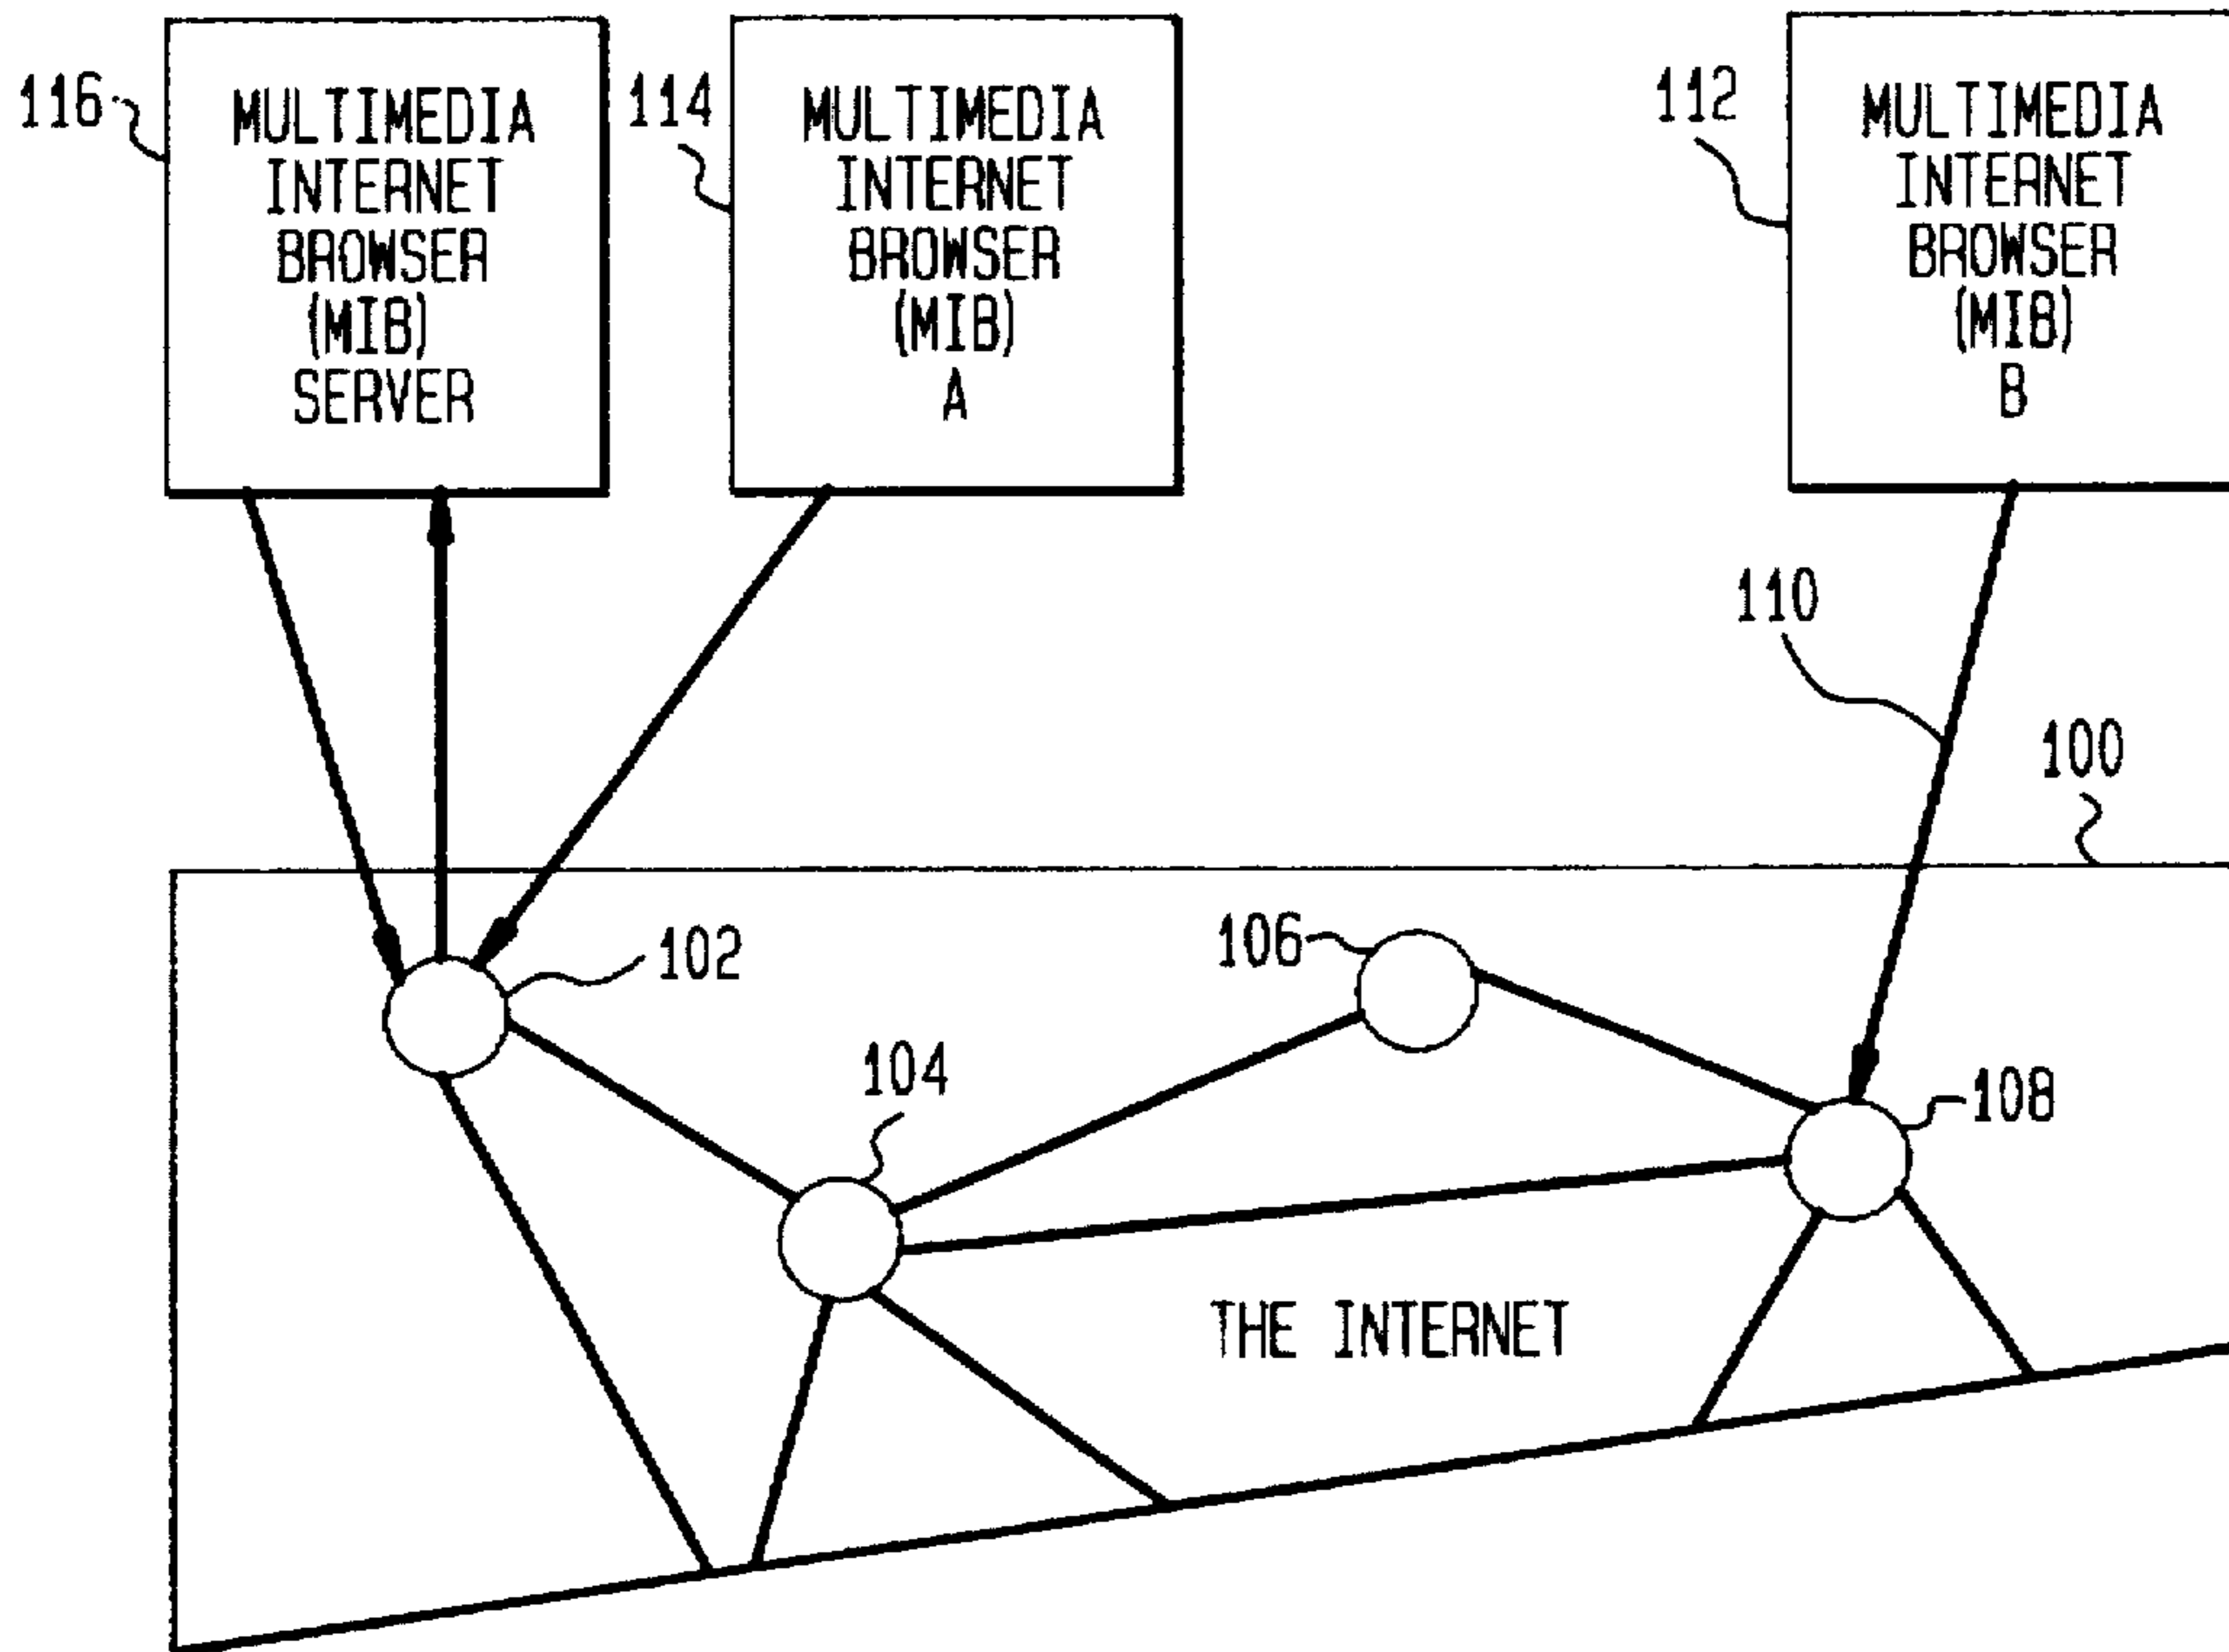 116
MULTIMEDIA
INTERNET
BROWSER
(MIB)
SERVER
114
MULTIMEDIA
INTERNET
BROWSER
(MIB)
A
112
MULTIMEDIA
INTERNET
BROWSER
(MIB)
B
110
100
102
106
104
108
THE INTERNET